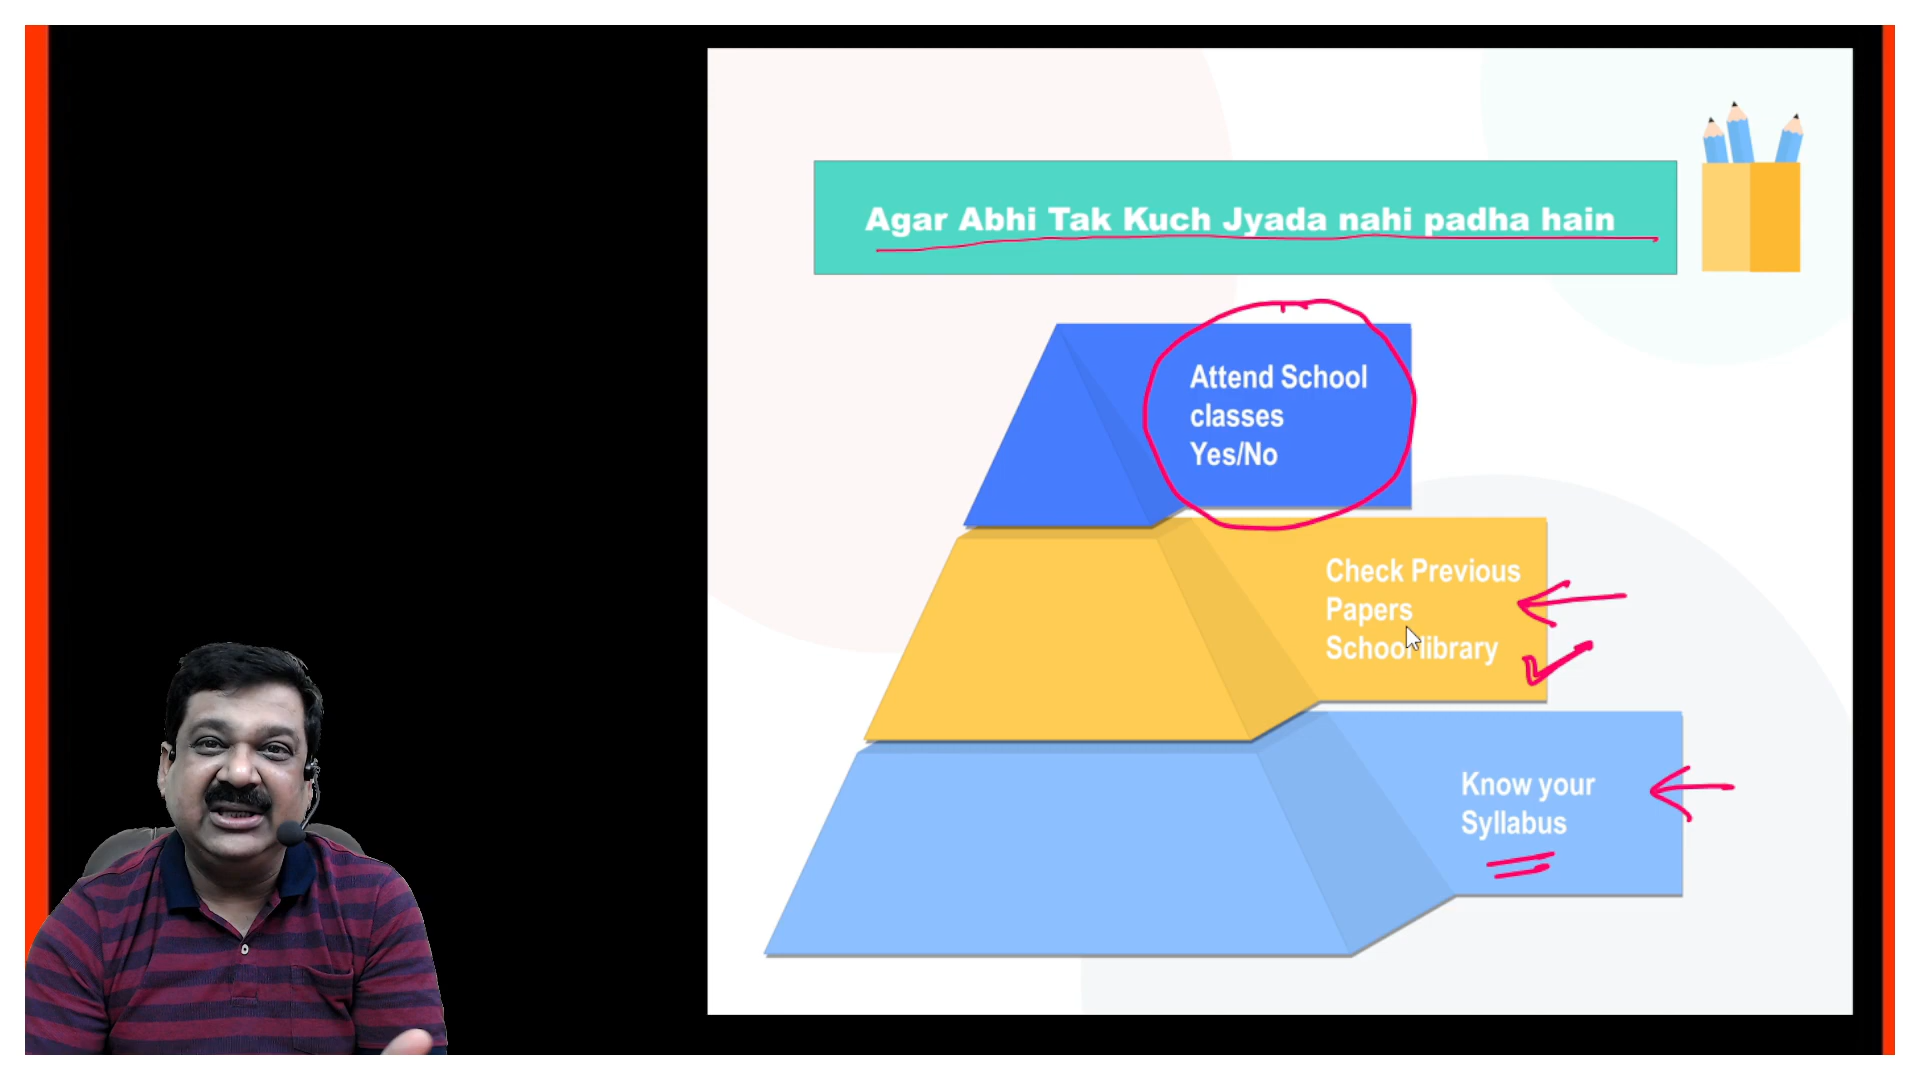 Agar Abhi Tak Kuch Jyada nahi padha hain
Attend School
classes
Yes/No
Check Previous
Papers
School library
Know your
Syllabus